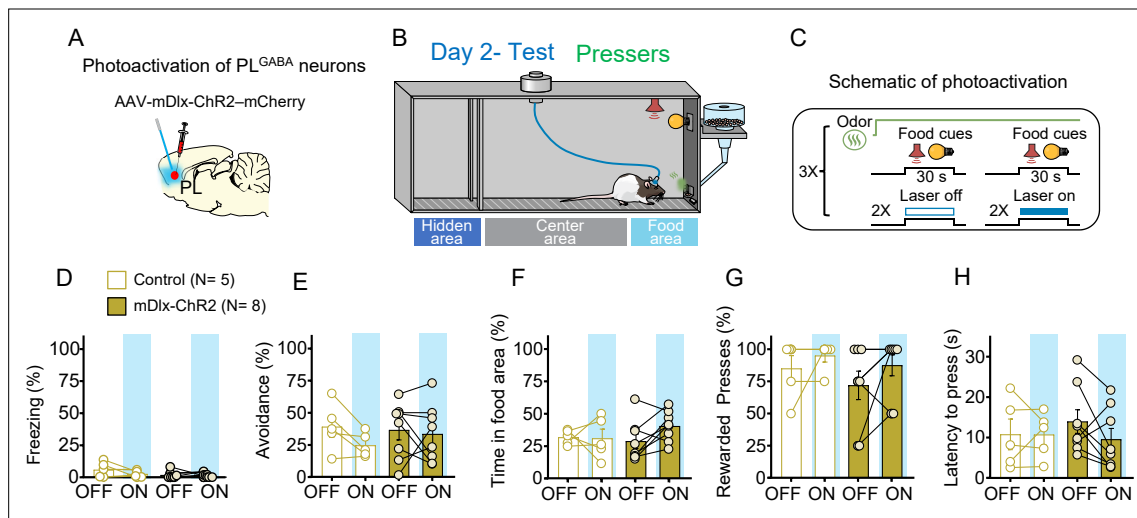 A
Photoactivation of PL^GABA neurons
AAV-mDlx-ChR2–mCherry
PL
B
Day 2- Test Pressers
Hidden area
Center area
Food area
C
Schematic of photoactivation
Odor
Food cues
Food cues
3X
30 s
30 s
Laser off
Laser on
2X
2X
D
Control (N= 5)
mDlx-ChR2 (N= 8)
Freezing (%)
100
75
50
25
0
OFF ON OFF ON
E
Avoidance (%)
100
75
50
25
0
OFF ON OFF ON
F
Time in food area (%)
100
75
50
25
0
OFF ON OFF ON
G
Rewarded Presses (%)
100
75
50
25
0
OFF ON OFF ON
H
Latency to press (s)
30
20
10
0
OFF ON OFF ON